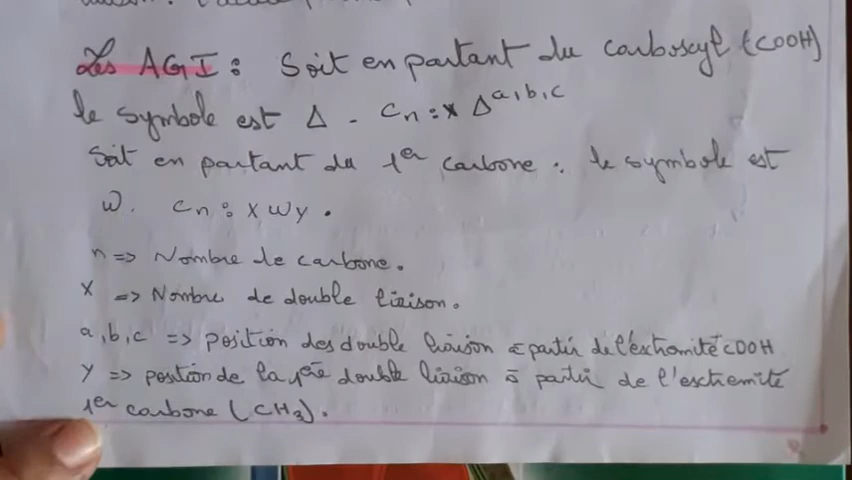 Les AGI : Soit en partant du carboxyl (COOH)
le symbole est Δ - Cn : x Δ^a,b,c
Soit en partant du 1er carbone : le symbole est
ω. Cn : x ωy .
n => Nombre de carbone .
x => Nombre de double liaison .
a,b,c => position des double liaison à partir de l'extremité COOH
y => position de la 1ère double liaison à partir de l'extremité
1er carbone (CH3) .